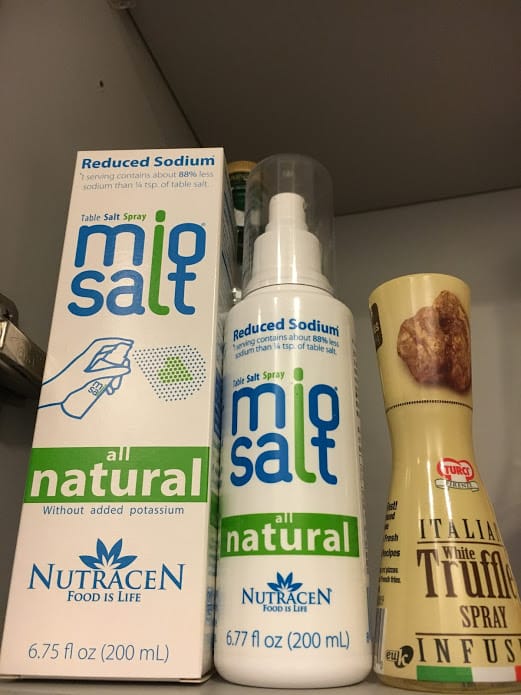 Reduced Sodium*
*1 serving contains about 88% less
sodium than ¼ tsp. of table salt.
Table Salt Spray
mio
salt
all
natural
Without added potassium
NUTRACEN
FOOD IS LIFE
6.75 fl oz (200 mL)
Reduced Sodium*
*1 serving contains about 88% less
sodium than ¼ tsp. of table salt.
Table Salt Spray
mio
salt
all
natural
NUTRACEN
FOOD IS LIFE
6.77 fl oz (200 mL)
TURCI
FIRENZE
ITALIA
White
Truffle
SPRAY
INFUS